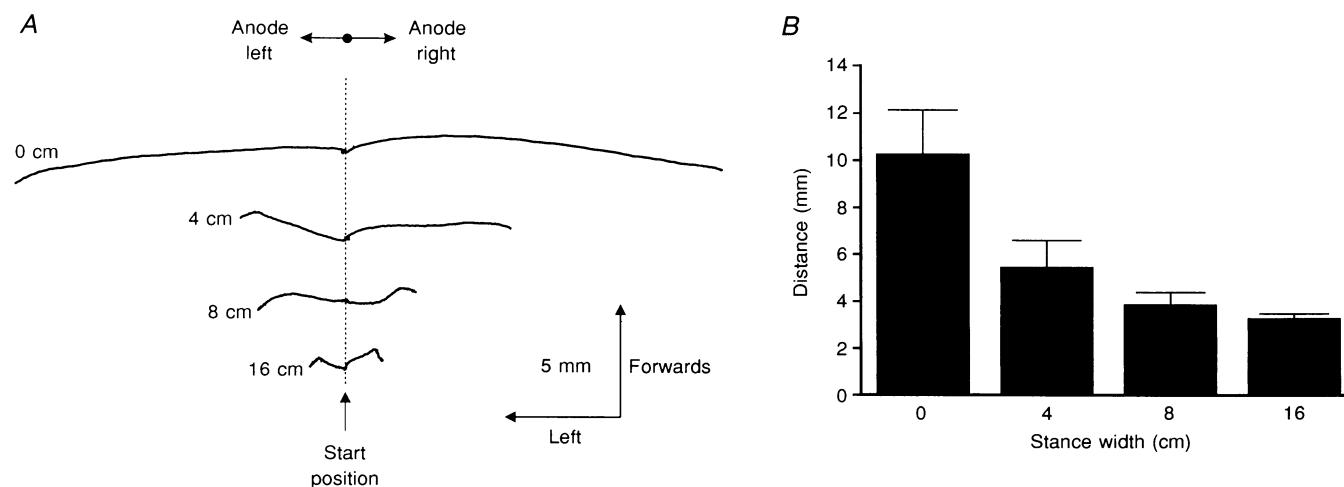 A
Anode
left
Anode
right
0 cm
4 cm
8 cm
16 cm
5 mm
Forwards
Left
Start
position
B
14
12
10
8
6
4
2
0
Distance (mm)
0 4 8 16
Stance width (cm)